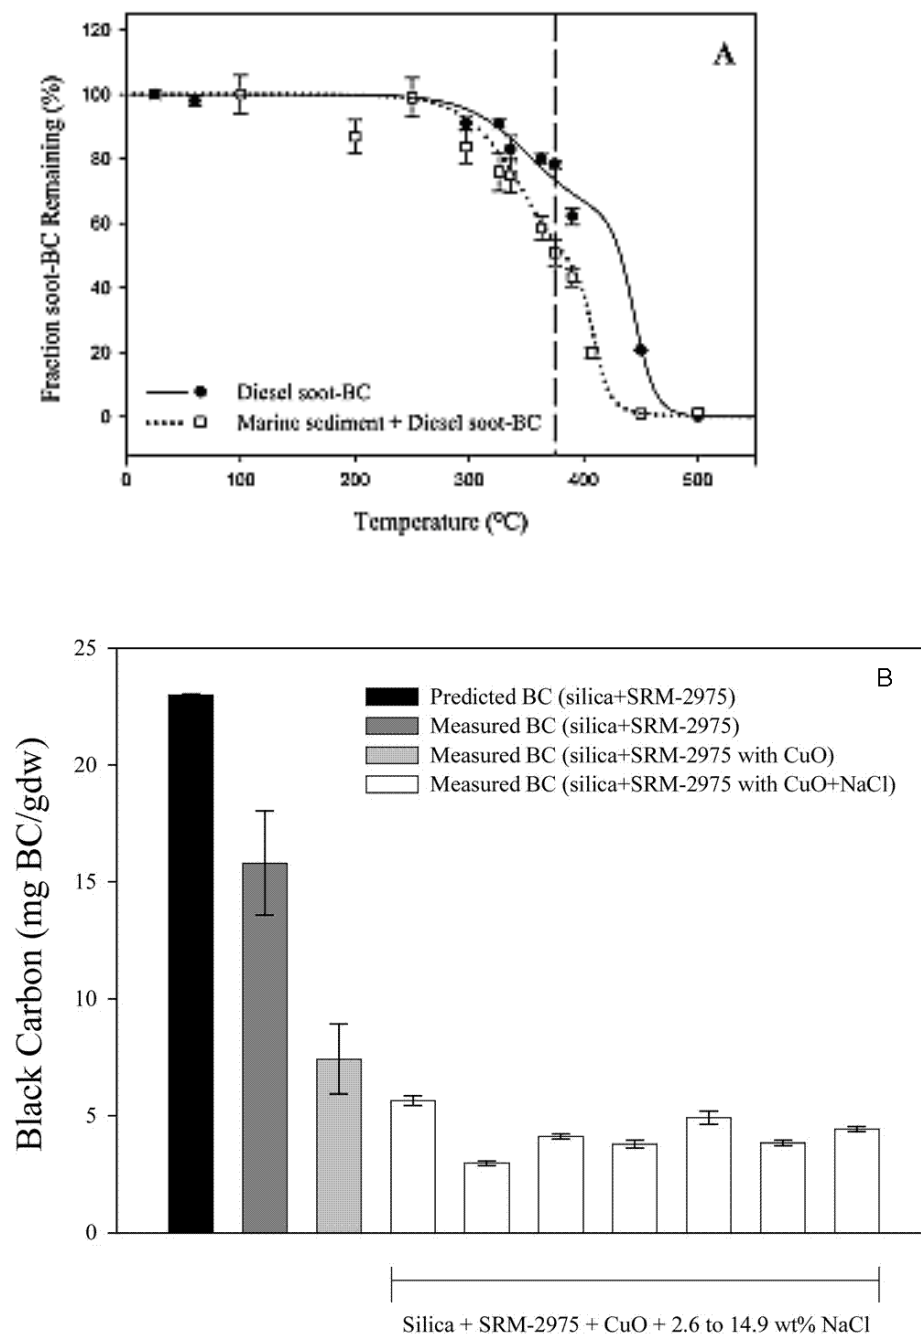 A
120
100
80
60
40
20
0
Fraction soot-BC Remaining (%)
Diesel soot-BC
Marine sediment + Diesel soot-BC
0 100 200 300 400 500
Temperature (°C)
B
25
20
15
10
5
0
Black Carbon (mg BC/gdw)
Predicted BC (silica+SRM-2975)
Measured BC (silica+SRM-2975)
Measured BC (silica+SRM-2975 with CuO)
Measured BC (silica+SRM-2975 with CuO+NaCl)
Silica + SRM-2975 + CuO + 2.6 to 14.9 wt% NaCl